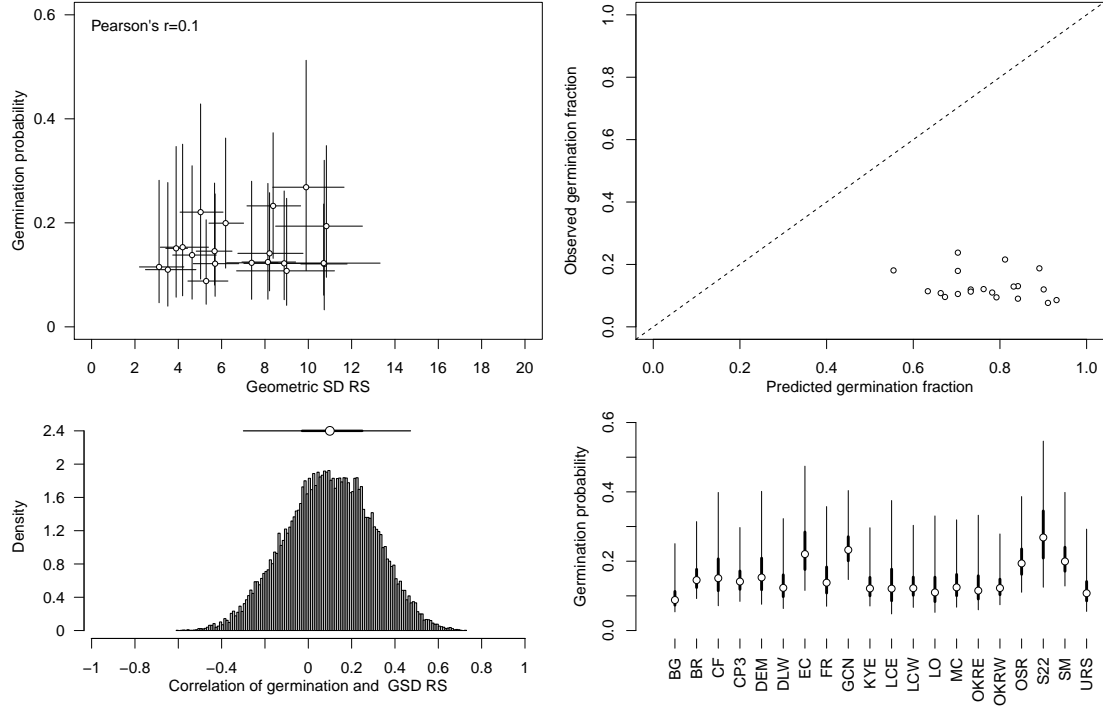 Pearson's r=0.1
Germination probability
0.6
0.4
0.2
0
0 2 4 6 8 10 12 14 16 18 20
Geometric SD RS
Observed germination fraction
1.0
0.8
0.6
0.4
0.2
0.0
0.0 0.2 0.4 0.6 0.8 1.0
Predicted germination fraction
Density
2.4
2
1.6
1.2
0.8
0.4
0
−1 −0.8 −0.4 0 0.2 0.4 0.6 0.8 1
Correlation of germination and GSD RS
Germination probability
0.6
0.4
0.2
0.0
BG BR CF CP3 DEM DLW EC FR GCN KYE LCE LCW LO MC OKRE OKRW OSR S22 SM URS